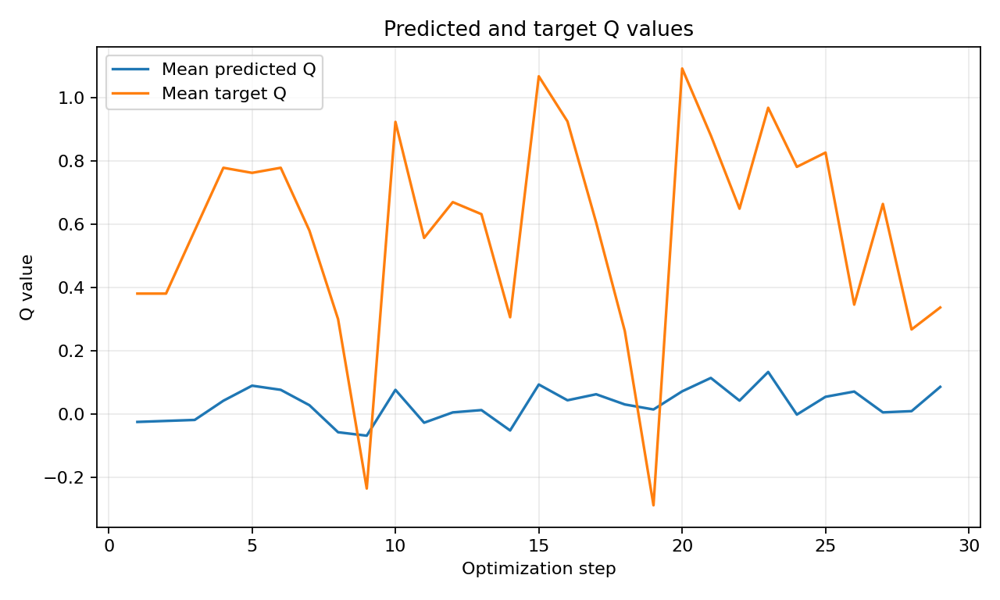 Predicted and target Q values
Mean predicted Q
Mean target Q
1.0
0.8
0.6
0.4
0.2
0.0
−0.2
Q value
0 5 10 15 20 25 30
Optimization step